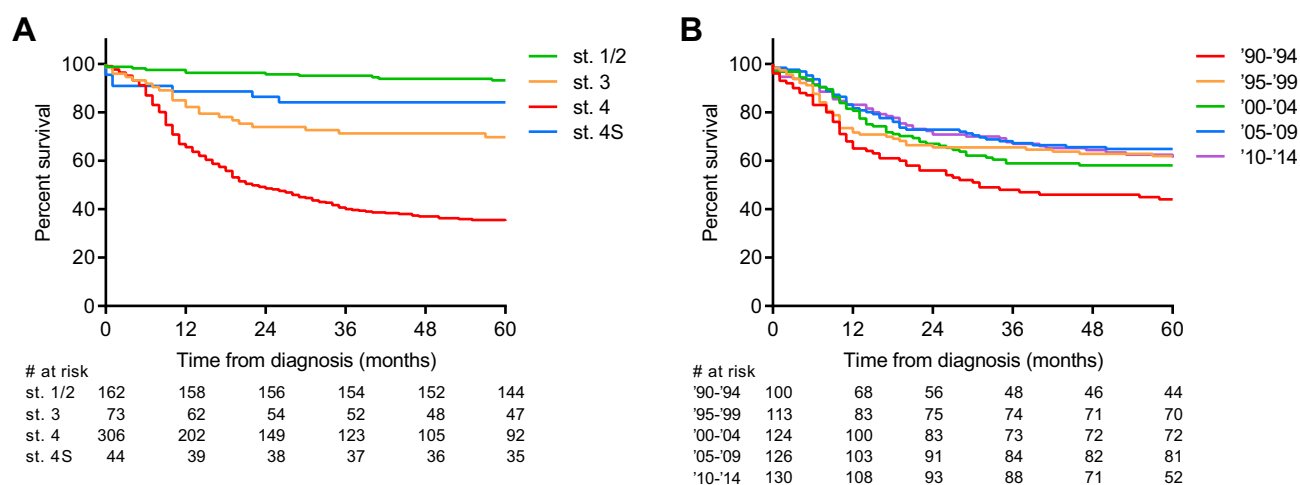 A
Percent survival
100
80
60
40
20
0
0 12 24 36 48 60
Time from diagnosis (months)
st. 1/2
st. 3
st. 4
st. 4S
# at risk
st. 1/2 162 158 156 154 152 144
st. 3 73 62 54 52 48 47
st. 4 306 202 149 123 105 92
st. 4S 44 39 38 37 36 35
B
Percent survival
100
80
60
40
20
0
0 12 24 36 48 60
Time from diagnosis (months)
’90-’94
’95-’99
’00-’04
’05-’09
’10-’14
# at risk
’90-’94 100 68 56 48 46 44
’95-’99 113 83 75 74 71 70
’00-’04 124 100 83 73 72 72
’05-’09 126 103 91 84 82 81
’10-’14 130 108 93 88 71 52